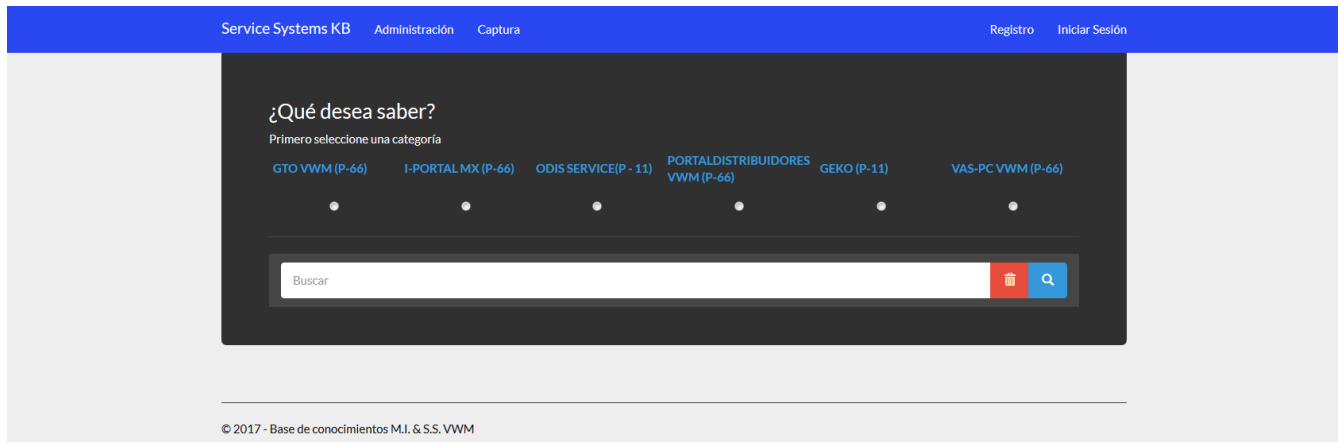 Service Systems KB Administración Captura Registro Iniciar Sesión
¿Qué desea saber?
Primero seleccione una categoría
GTO VWM (P-66) I-PORTAL MX (P-66) ODIS SERVICE(P - 11) PORTALDISTRIBUIDORES VWM (P-66) GEKO (P-11) VAS-PC VWM (P-66)
Buscar
© 2017 - Base de conocimientos M.I. & S.S. VWM